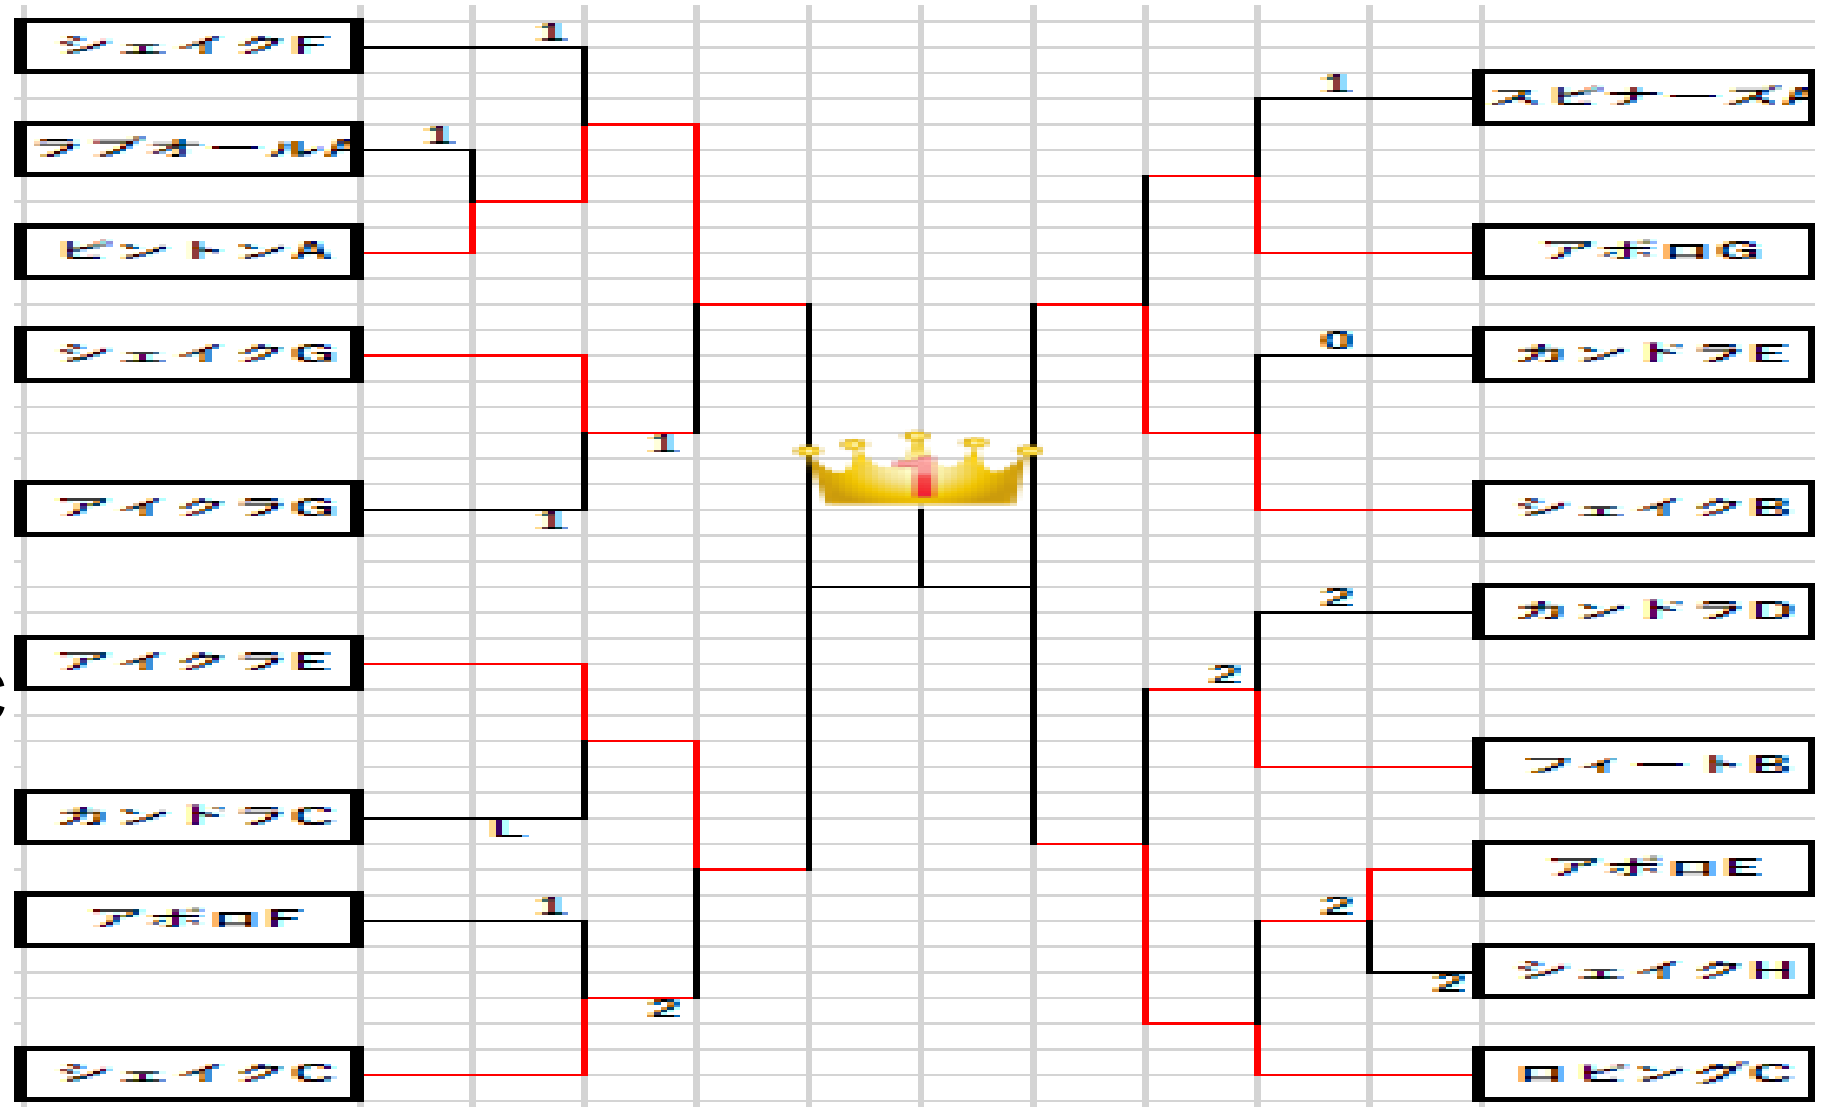 シェイクF
1
ラブオールA
1
ピントンA
シェイクG
1
アイクラG
1
アイクラE
カンドラC
L
アポロF
1
2
シェイクC
1
1
スピナーズA
アポロG
0
カンドラE
シェイクB
2
カンドラD
2
フィートB
アポロE
2
シェイクH
2
ロビングC